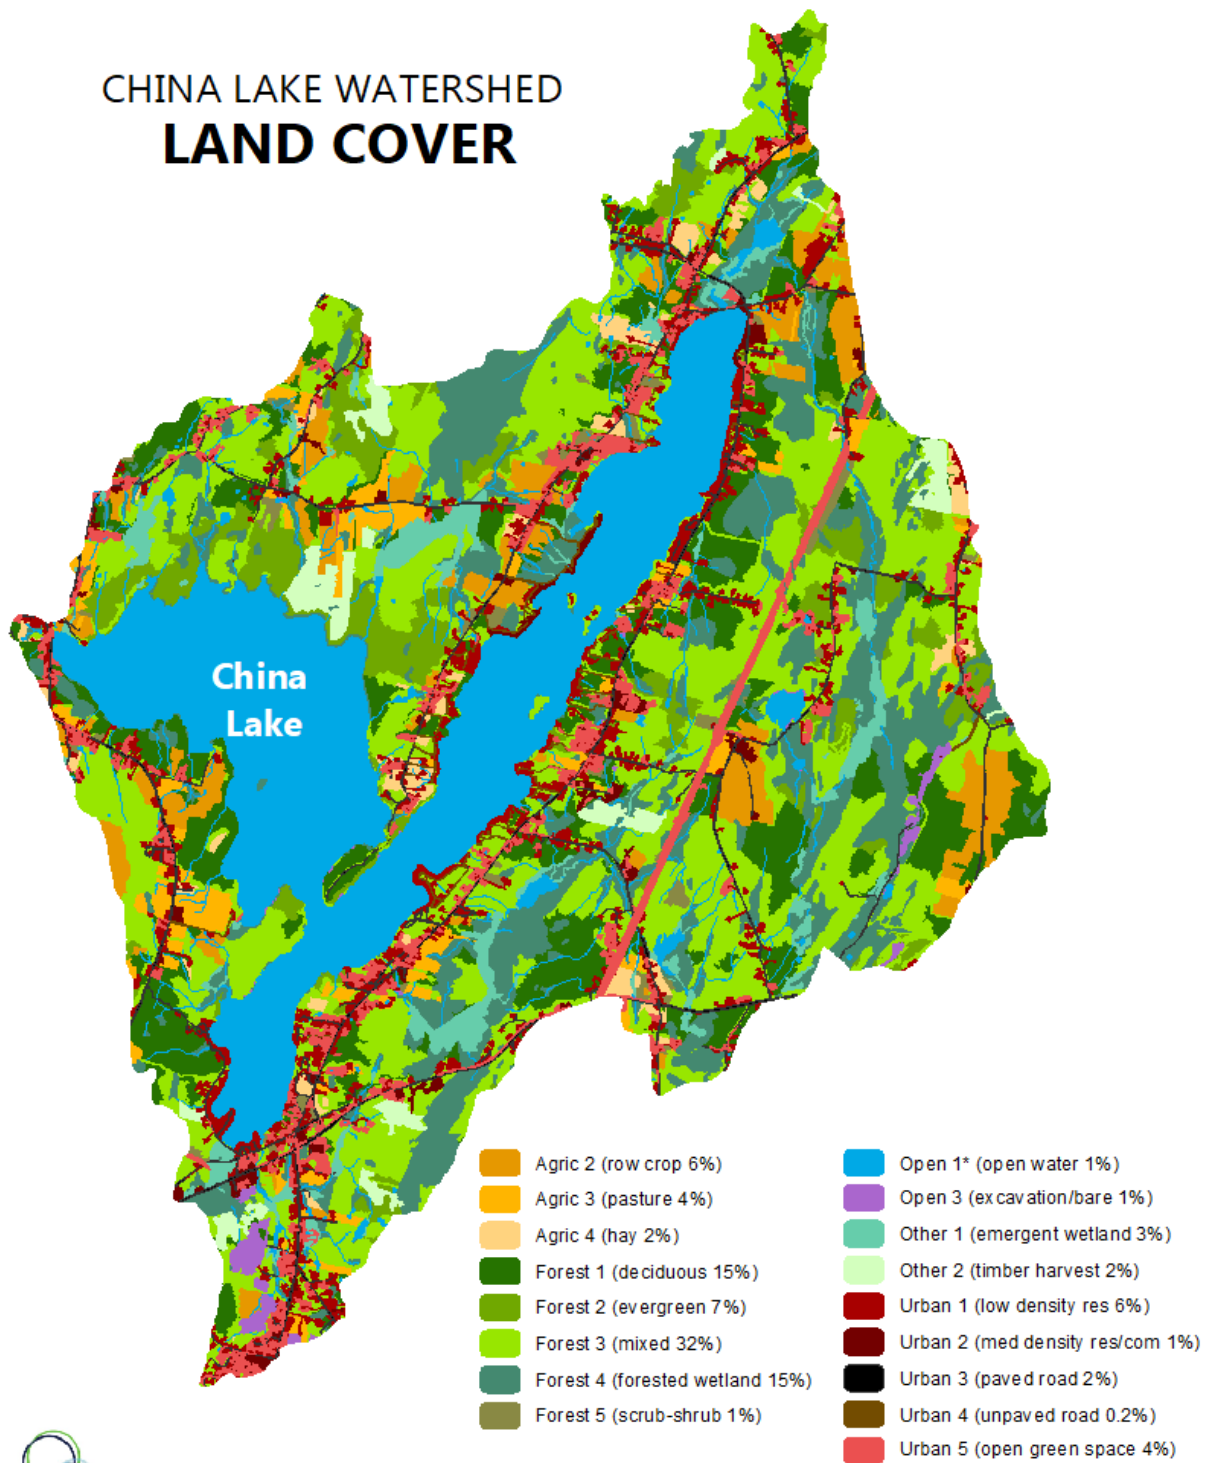 CHINA LAKE WATERSHED
LAND COVER
China
Lake
Agric 2 (row crop 6%)
Agric 3 (pasture 4%)
Agric 4 (hay 2%)
Forest 1 (deciduous 15%)
Forest 2 (evergreen 7%)
Forest 3 (mixed 32%)
Forest 4 (forested wetland 15%)
Forest 5 (scrub-shrub 1%)
Open 1* (open water 1%)
Open 3 (excavation/bare 1%)
Other 1 (emergent wetland 3%)
Other 2 (timber harvest 2%)
Urban 1 (low density res 6%)
Urban 2 (med density res/com 1%)
Urban 3 (paved road 2%)
Urban 4 (unpaved road 0.2%)
Urban 5 (open green space 4%)